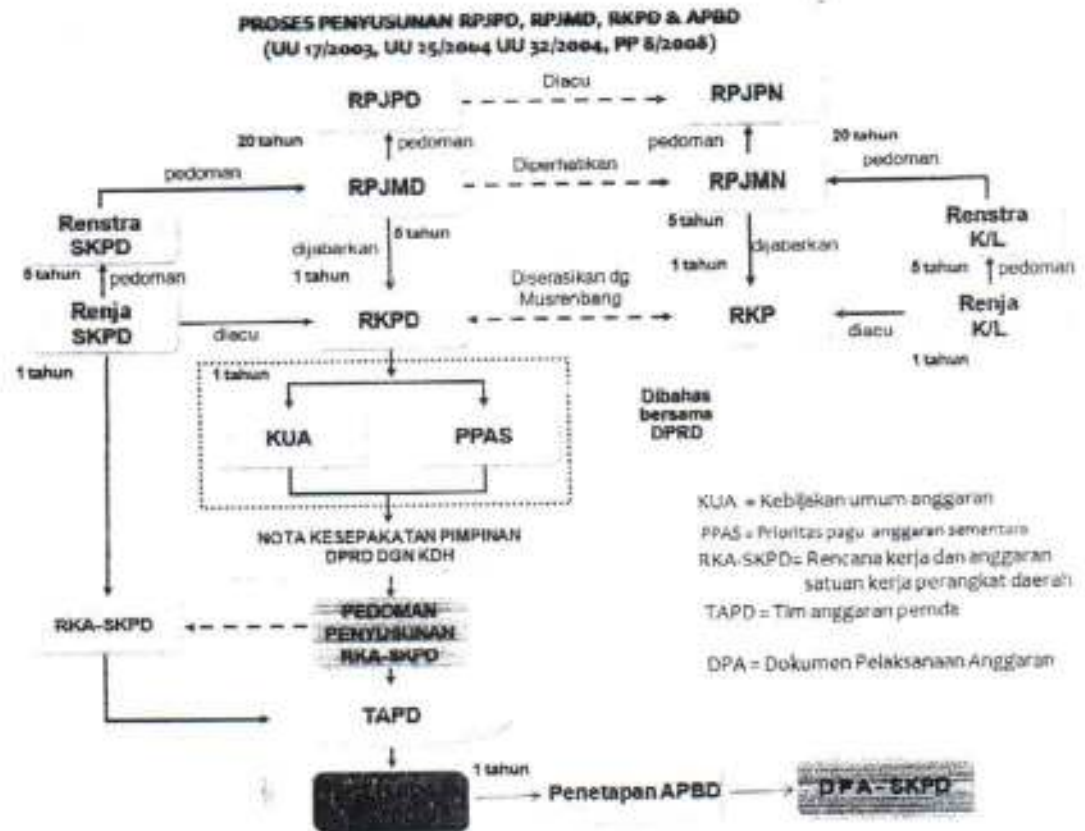 PROSES PENYUSUNAN RPJPD, RPJMD, RKPD & APBD
(UU 17/2003, UU 25/2004 UU 32/2004, PP 8/2008)
RPJPD
Diacu
RPJPN
20 tahun
pedoman
pedoman
20 tahun
pedoman
pedoman
RPJMD
Diperhatikan
RPJMN
Renstra
SKPD
5 tahun
dijabarkan
1 tahun
5 tahun
dijabarkan
1 tahun
Renstra
K/L
5 tahun
pedoman
5 tahun
pedoman
Renja
SKPD
diacu
RKPD
Diserasikan dg
Musrenbang
RKP
diacu
Renja
K/L
1 tahun
1 tahun
1 tahun
KUA
PPAS
Dibahas
bersama
DPRD
NOTA KESEPAKATAN PIMPINAN
DPRD DGN KDH
KUA = Kebijakan umum anggaran
PPAS = Prioritas pagu anggaran sementara
RKA-SKPD= Rencana kerja dan anggaran
satuan kerja perangkat daerah
TAPD = Tim anggaran pemda
DPA = Dokumen Pelaksanaan Anggaran
RKA-SKPD
PEDOMAN
PENYUSUNAN
RKA-SKPD
TAPD
1 tahun
Penetapan APBD
DPA-SKPD